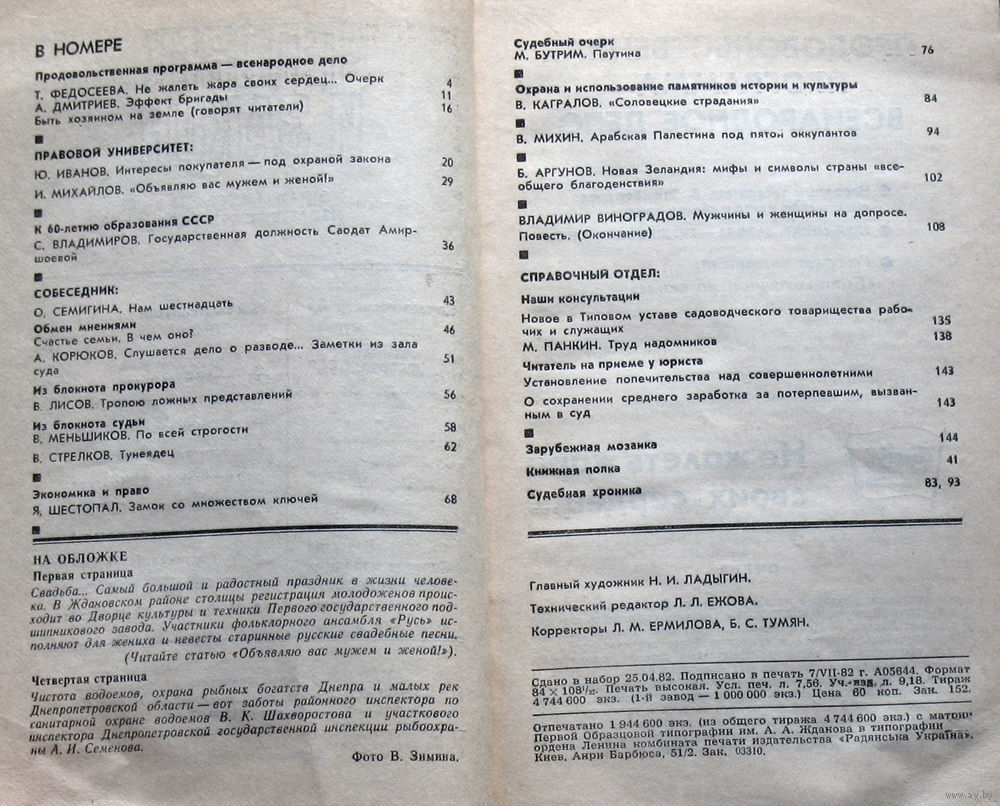 В НОМЕРЕ
Продовольственная программа — всенародное дело
Т. ФЕДОСЕЕВА. Не жалеть жара своих сердец... Очерк 4
А. ДМИТРИЕВ. Эффект бригады 11
Быть хозяином на земле (говорят читатели) 16
ПРАВОВОЙ УНИВЕРСИТЕТ:
Ю. ИВАНОВ. Интересы покупателя — под охраной закона 20
И. МИХАЙЛОВ. «Объявляю вас мужем и женой!» 29
К 60-летию образования СССР
С. ВЛАДИМИРОВ. Государственная должность Саодат Амир-
шоевой 36
СОБЕСЕДНИК:
О. СЕМИГИНА. Нам шестнадцать 43
Обмен мнениями
Счастье семьи. В чем оно? 46
А. КОРЮКОВ. Слушается дело о разводе... Заметки из зала
суда 51
Из блокнота прокурора
В. ЛИСОВ. Тропою ложных представлений 56
Из блокнота судьи
В. МЕНЬШИКОВ. По всей строгости 58
В. СТРЕЛКОВ. Тунеядец 62
Экономика и право
Я. ШЕСТОПАЛ. Замок со множеством ключей 68
НА ОБЛОЖКЕ
Первая страница
Свадьба... Самый большой и радостный праздник в жизни челове-
ка. В Ждановском районе столицы регистрация молодоженов проис-
ходит во Дворце культуры и техники Первого государственного под-
шипникового завода. Участники фольклорного ансамбля «Русь» ис-
полняют для жениха и невесты старинные русские свадебные песни.
(Читайте статью «Объявляю вас мужем и женой!»).
Четвертая страница
Чистота водоемов, охрана рыбных богатств Днепра и малых рек
Днепропетровской области — вот заботы районного инспектора по
санитарной охране водоемов В. К. Шахворостова и участкового
инспектора Днепропетровской государственной инспекции рыбоохра-
ны А. И. Семенова.
Фото В. Зимина.
Судебный очерк
М. БУТРИМ. Паутина 76
Охрана и использование памятников истории и культуры
В. КАГРАЛОВ. «Соловецкие страдания» 84
В. МИХИН. Арабская Палестина под пятой оккупантов 94
Б. АРГУНОВ. Новая Зеландия: мифы и символы страны «все-
общего благоденствия» 102
ВЛАДИМИР ВИНОГРАДОВ. Мужчины и женщины на допросе.
Повесть. (Окончание) 108
СПРАВОЧНЫЙ ОТДЕЛ:
Наши консультации
Новое в Типовом уставе садоводческого товарищества рабо-
чих и служащих 135
М. ПАНКИН. Труд надомников 138
Читатель на приеме у юриста
Установление попечительства над совершеннолетними 143
О сохранении среднего заработка за потерпевшим, вызван-
ным в суд 143
Зарубежная мозаика 144
Книжная полка 41
Судебная хроника 83, 93
Главный художник Н. И. ЛАДЫГИН.
Технический редактор Л. Л. ЕЖОВА.
Корректоры Л. М. ЕРМИЛОВА, Б. С. ТУМЯН.
Сдано в набор 25.04.82. Подписано в печать 7/VII-82 г. А05644. Формат
84 × 108¹/₃₂. Печать высокая. Усл. печ. л. 7,56. Уч.-изд. л. 9,18. Тираж
4 744 600 экз. (1-й завод — 1 000 000 экз.) Цена 60 коп. Зак. 152.
Отпечатано 1 944 600 экз. (из общего тиража 4 744 600 экз.) с матриц
Первой Образцовой типографии им. А. А. Жданова в типографии
ордена Ленина комбината печати издательства «Радянська Україна».
Киев, Анри Барбюса, 51/2. Зак. 03310.
www.ay.by